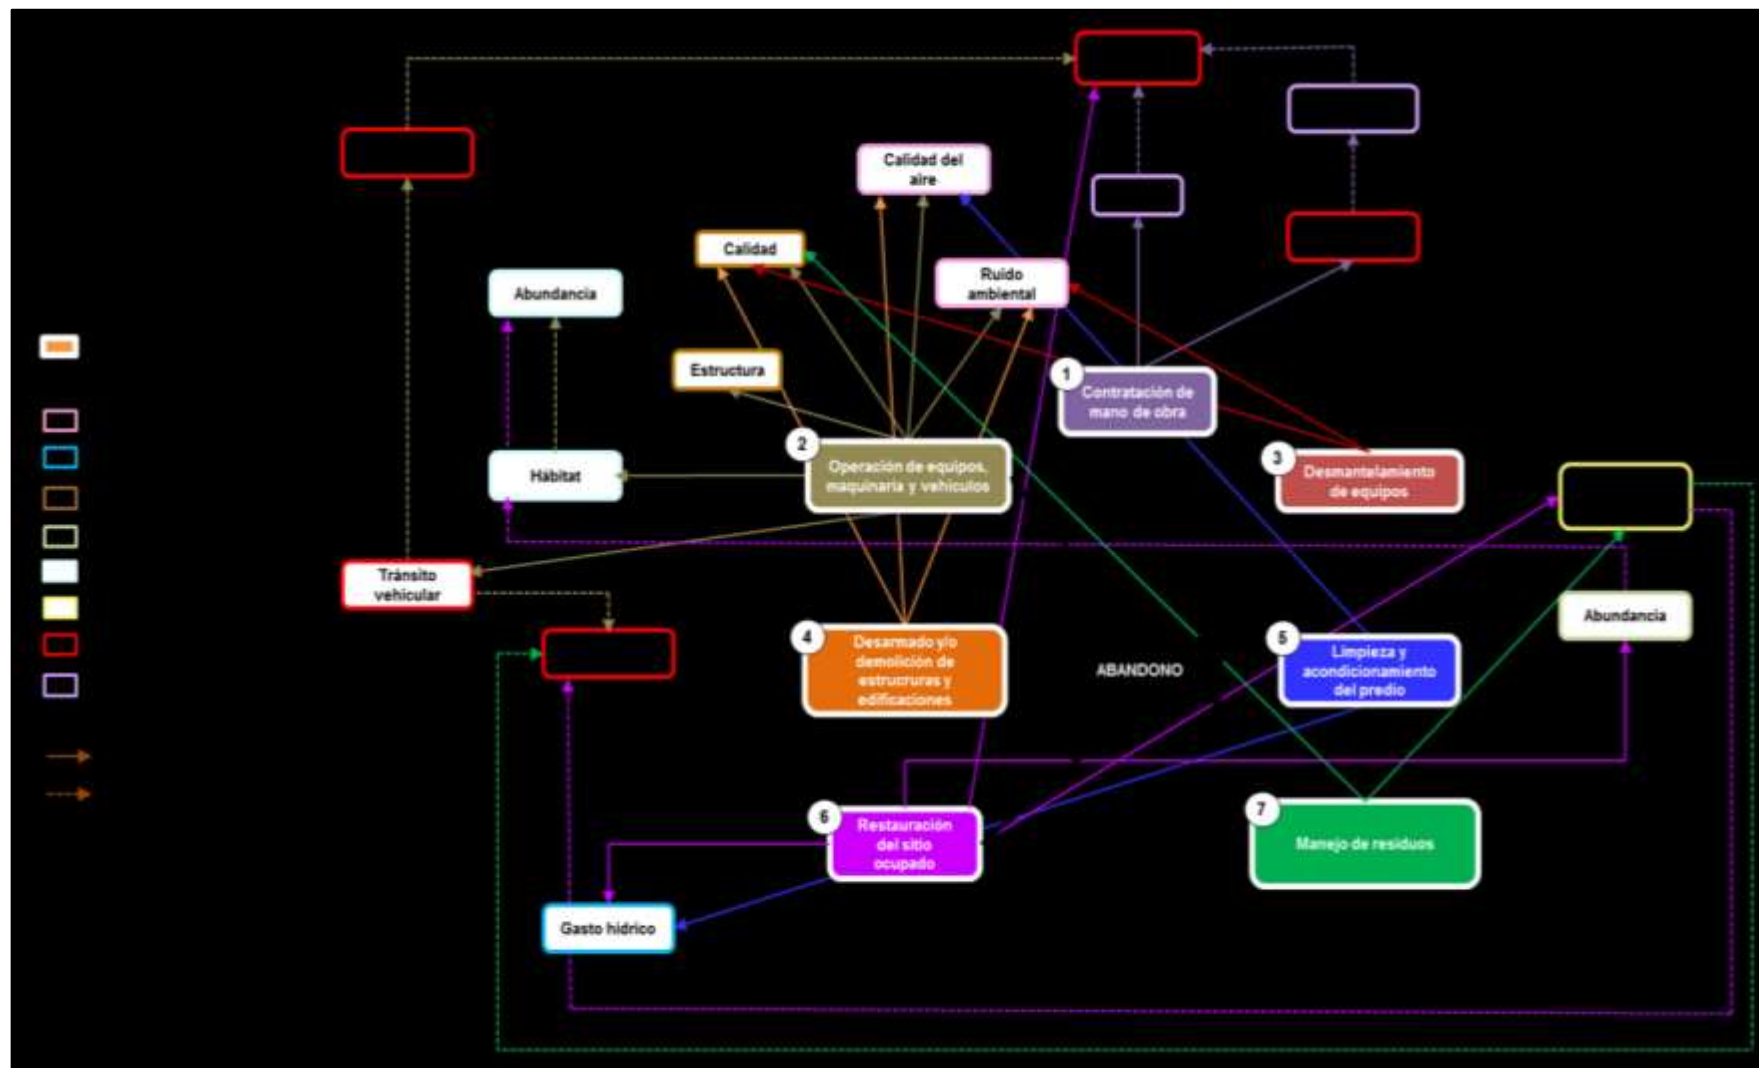 Calidad del
aire
Calidad
Ruido
ambiental
Abundancia
Estructura
1
Contratación de
mano de obra
2
Operación de equipos,
maquinaria y vehículos
Hábitat
3
Desmantelamiento
de equipos
Tránsito
vehicular
Abundancia
4
Desarmado y/o
demolición de
estructruras y
edificaciones
ABANDONO
5
Limpieza y
acondicionamiento
del predio
6
Restauración
del sitio
ocupado
7
Manejo de residuos
Gasto hídrico